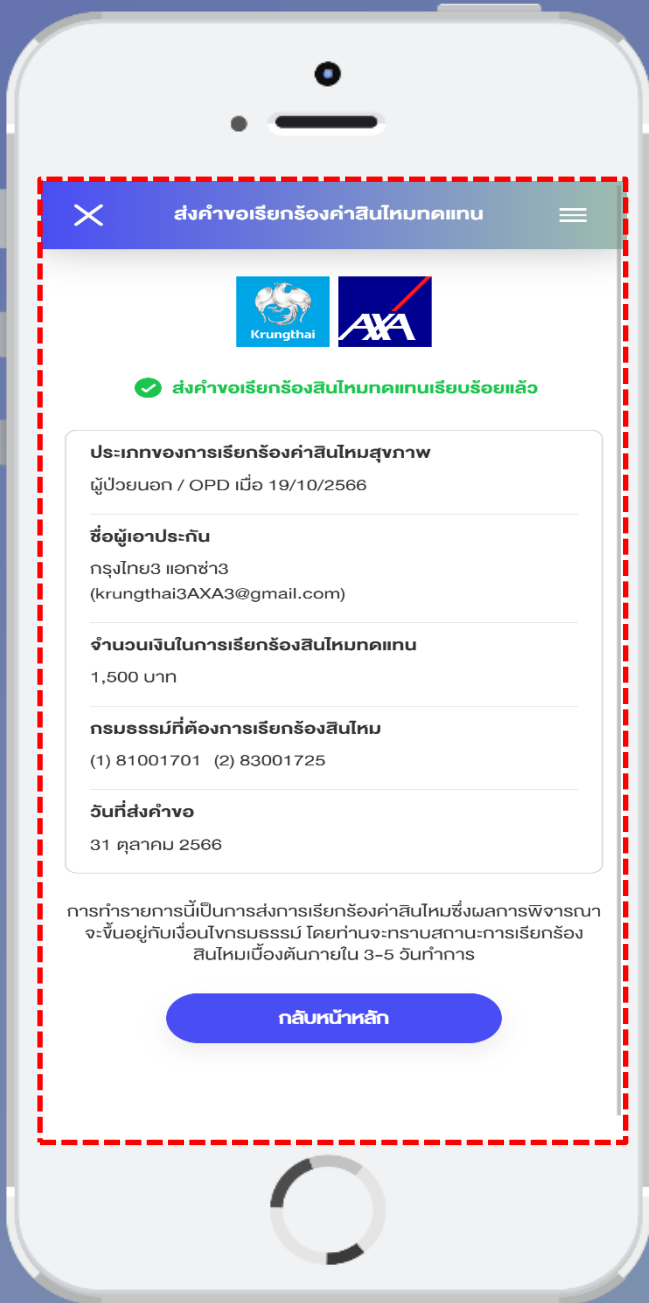 ส่งคำขอเรียกร้องค่าสินไหมทดแทน
Krungthai
AXA
ส่งคำขอเรียกร้องสินไหมทดแทนเรียบร้อยแล้ว
ประเภทของการเรียกร้องค่าสินไหมสุขภาพ
ผู้ป่วยนอก / OPD เมื่อ 19/10/2566
ชื่อผู้เอาประกัน
กรุงไทย3 แอกซ่า3
(krungthai3AXA3@gmail.com)
จำนวนเงินในการเรียกร้องสินไหมทดแทน
1,500 บาท
กรมธรรม์ที่ต้องการเรียกร้องสินไหม
(1) 81001701 (2) 83001725
วันที่ส่งคำขอ
31 ตุลาคม 2566
การทำรายการนี้เป็นการส่งการเรียกร้องค่าสินไหมซึ่งผลการพิจารณา
จะขึ้นอยู่กับเงื่อนไขกรมธรรม์ โดยท่านจะทราบสถานะการเรียกร้อง
สินไหมเบื้องต้นภายใน 3-5 วันทำการ
กลับหน้าหลัก